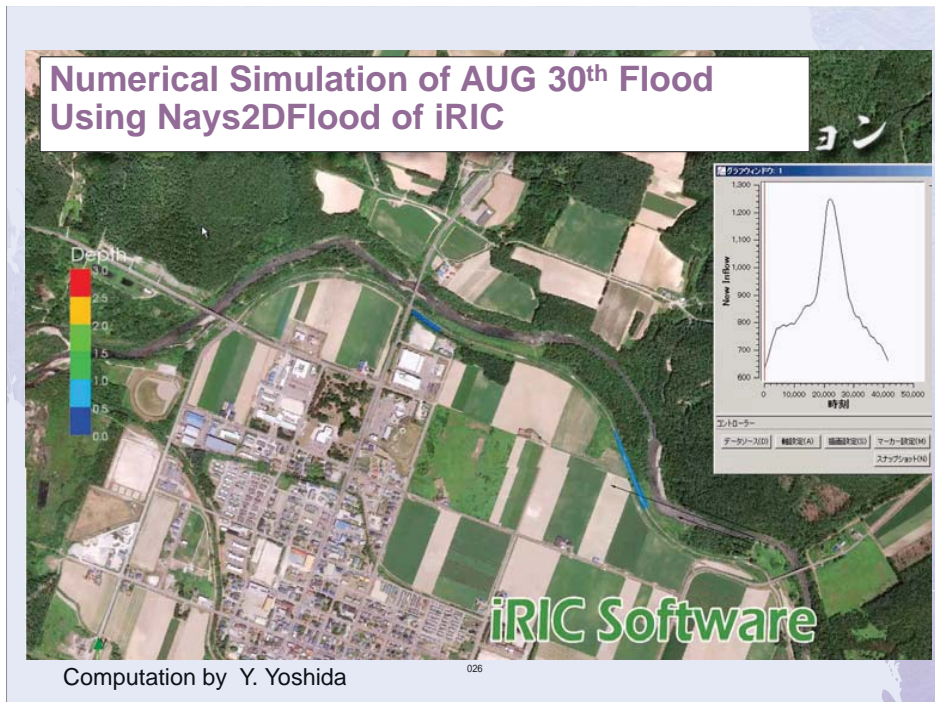 Numerical Simulation of AUG 30th Flood
Using Nays2DFlood of iRIC
ョン
グラフウィンドウ: 1
Depth
3.0
2.5
2.0
1.5
1.0
0.5
0.0
1,300
1,200
1,100
1,000
900
800
700
600
New Inflow
0 10,000 20,000 30,000 40,000 50,000
時刻
コントローラー
データソース(D) 軸設定(A) 描画設定(S) マーカー設定(M)
スナップショット(N)
iRIC Software
Computation by Y. Yoshida
026